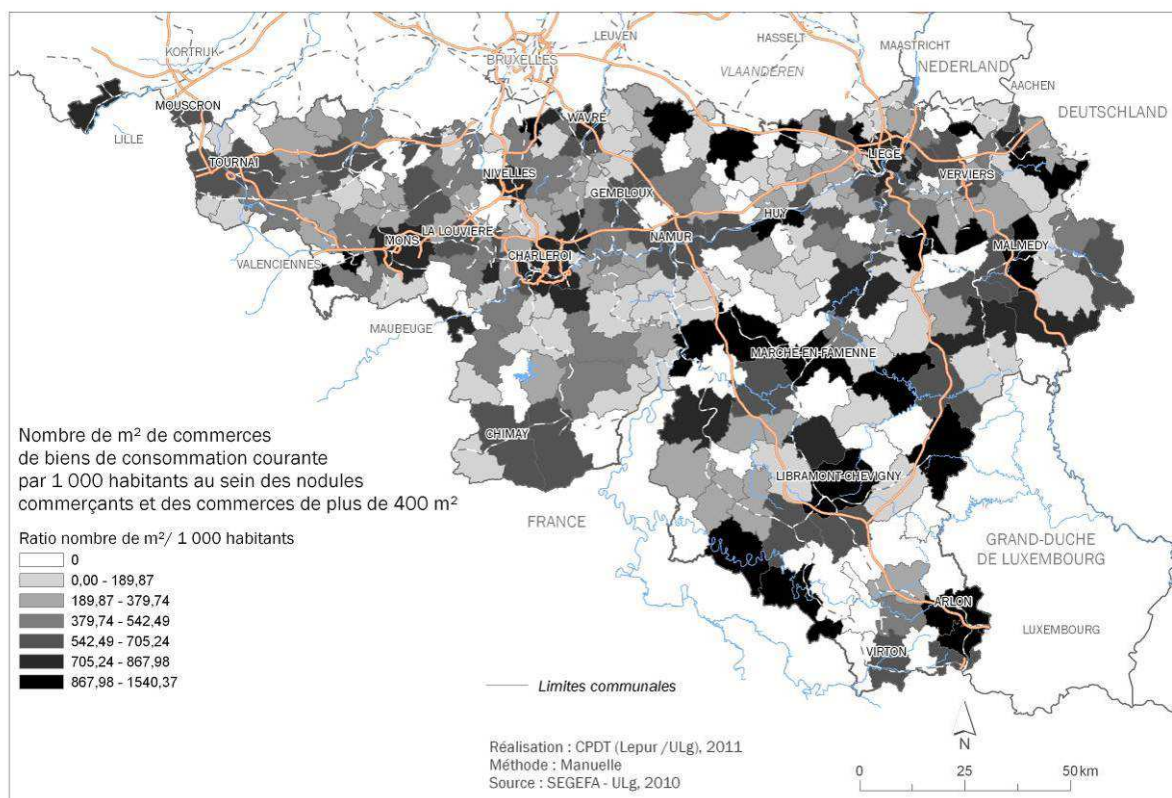 KORTRIJK
LEUVEN
HASSELT
MAASTRICHT
BRUXELLES
VLAANDEREN
NEDERLAND
AACHEN
MOUSCRON
DEUTSCHLAND
LILLE
WAVRE
LIEGE
TOURNAI
NIVELLES
VERVIERS
GEMBLOUX
HUY
LA LOUVIERE
NAMUR
MONS
MALMEDY
CHARLEROI
VALENCIENNES
MAUBEUGE
MARCHE-EN-FAMENNE
Nombre de m² de commerces
de biens de consommation courante
par 1 000 habitants au sein des nodules
commerçants et des commerces de plus de 400 m²
CHIMAY
LIBRAMONT-CHEVIGNY
FRANCE
GRAND-DUCHE
DE LUXEMBOURG
Ratio nombre de m²/ 1 000 habitants
0
0,00 - 189,87
189,87 - 379,74
379,74 - 542,49
542,49 - 705,24
705,24 - 867,98
867,98 - 1540,37
ARLON
LUXEMBOURG
VIRTON
Limites communales
N
Réalisation : CPDT (Lepur /ULg), 2011
Méthode : Manuelle
Source : SEGEFA - ULg, 2010
0 25 50 km